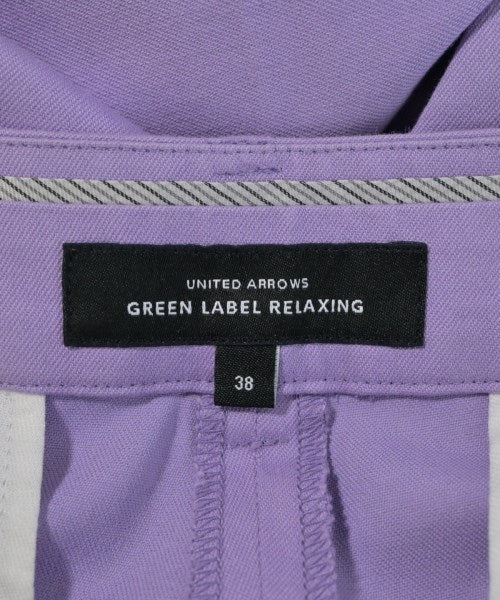 UNITED ARROWS
GREEN LABEL RELAXING
38